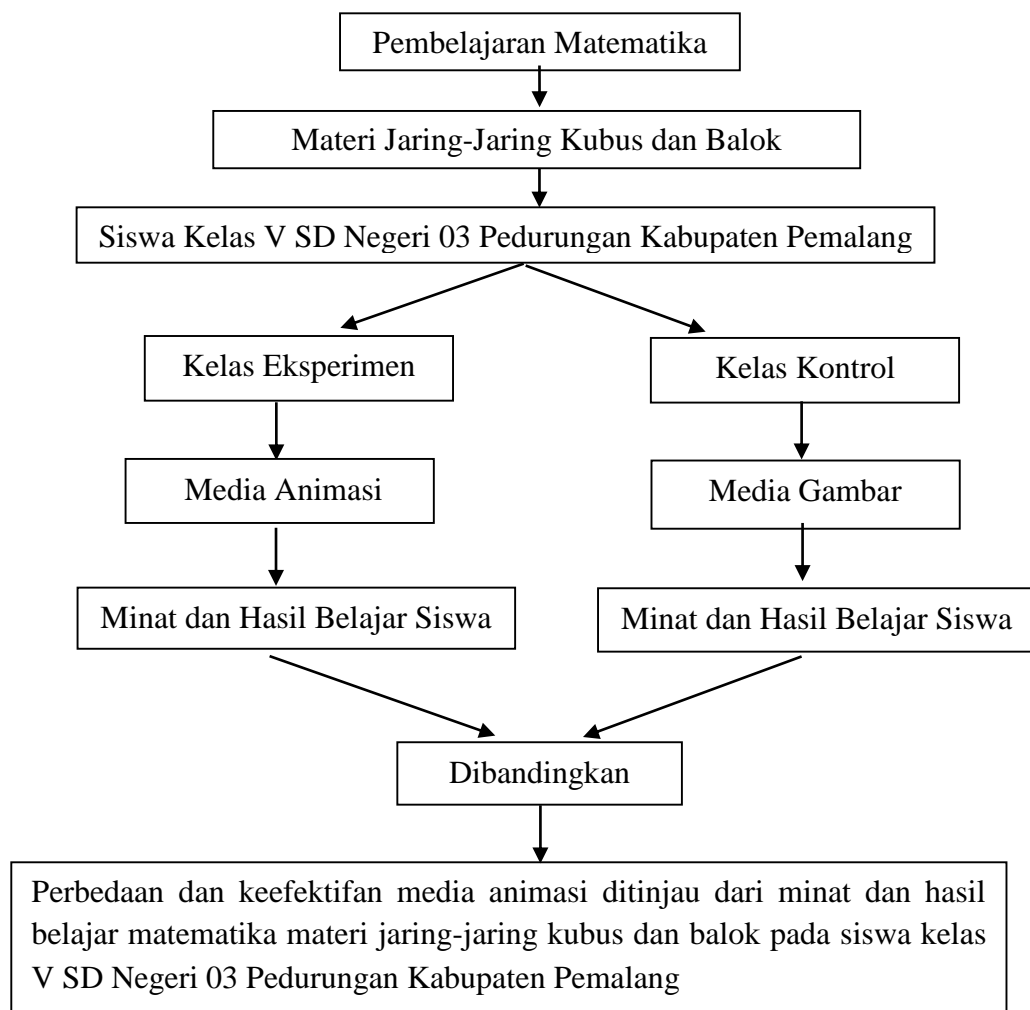 Pembelajaran Matematika
Materi Jaring-Jaring Kubus dan Balok
Siswa Kelas V SD Negeri 03 Pedurungan Kabupaten Pemalang
Kelas Eksperimen
Kelas Kontrol
Media Animasi
Media Gambar
Minat dan Hasil Belajar Siswa
Minat dan Hasil Belajar Siswa
Dibandingkan
Perbedaan dan keefektifan media animasi ditinjau dari minat dan hasil
belajar matematika materi jaring-jaring kubus dan balok pada siswa kelas
V SD Negeri 03 Pedurungan Kabupaten Pemalang